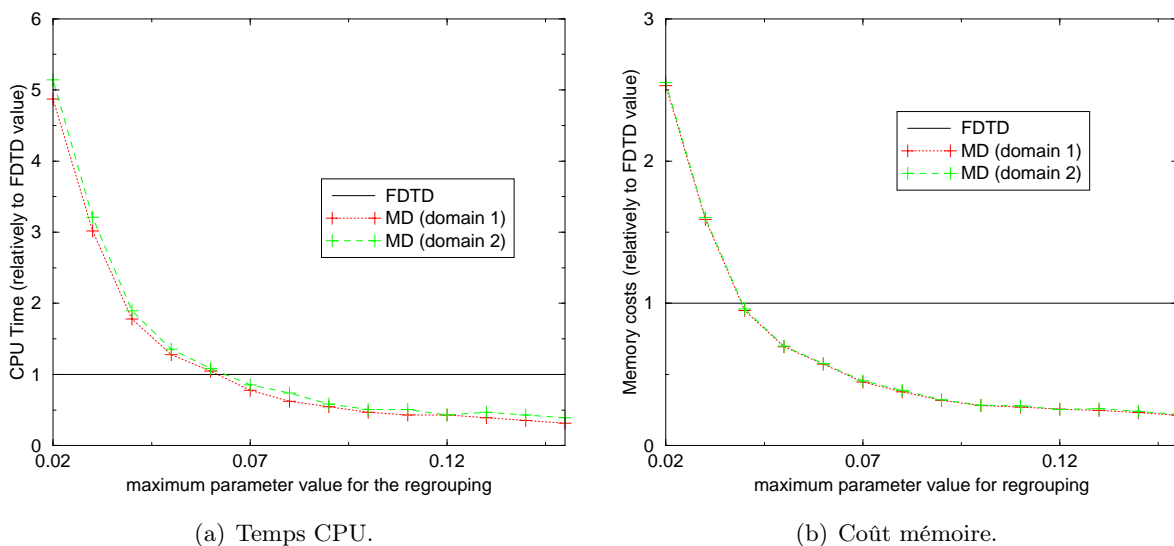 6
5
4
3
2
1
0
0.02
0.07
0.12
CPU Time (relatively to FDTD value)
maximum parameter value for the regrouping
FDTD
MD (domain 1)
MD (domain 2)
(a) Temps CPU.
3
2
1
0
0.02
0.07
0.12
Memory costs (relatively to FDTD value)
maximum parameter value for regrouping
FDTD
MD (domain 1)
MD (domain 2)
(b) Coût mémoire.